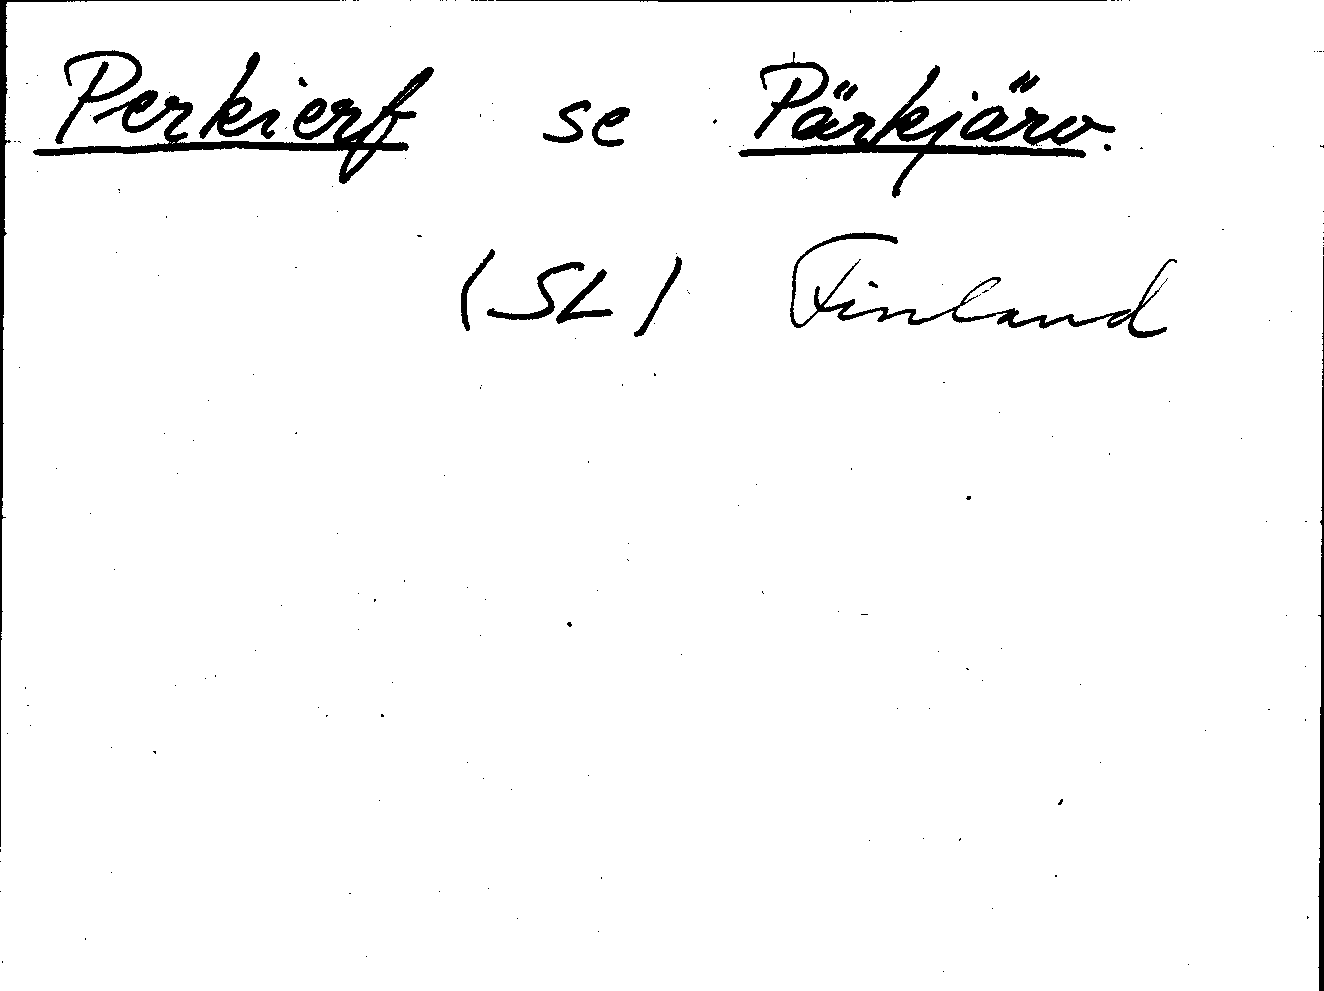 Perkierf se Pärkjärv.
(SL) Finland